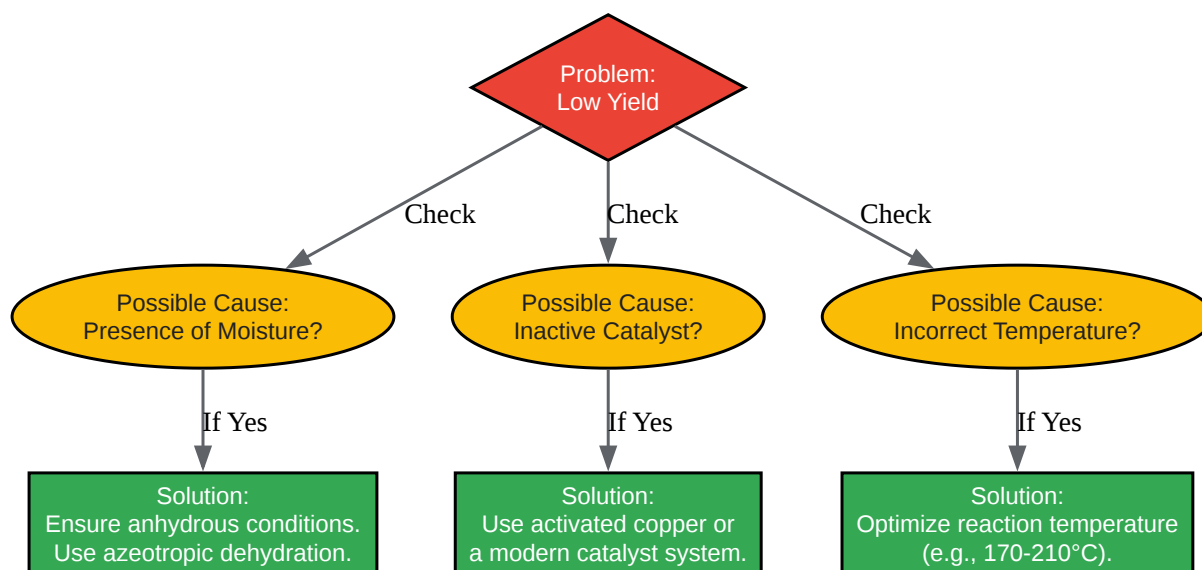 Problem:
Low Yield
Check
Check
Check
Possible Cause:
Presence of Moisture?
Possible Cause:
Inactive Catalyst?
Possible Cause:
Incorrect Temperature?
If Yes
If Yes
If Yes
Solution:
Ensure anhydrous conditions.
Use azeotropic dehydration.
Solution:
Use activated copper or
a modern catalyst system.
Solution:
Optimize reaction temperature
(e.g., 170-210°C).